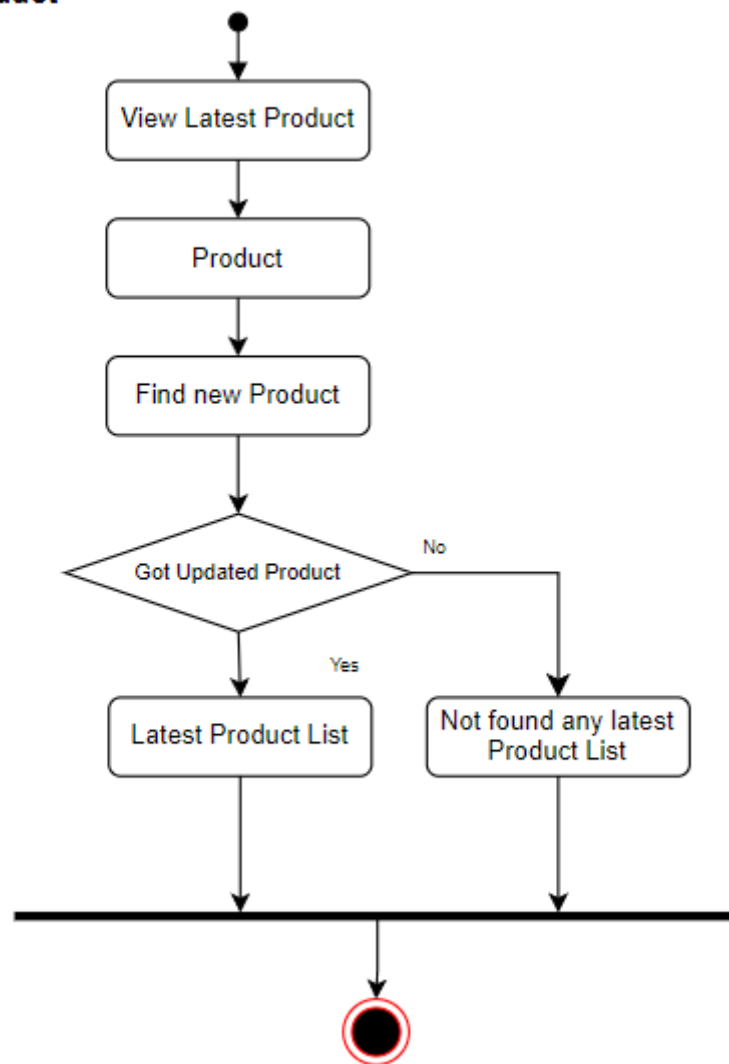 View Latest Product
Product
Find new Product
Got Updated Product
No
Yes
Latest Product List
Not found any latest
Product List